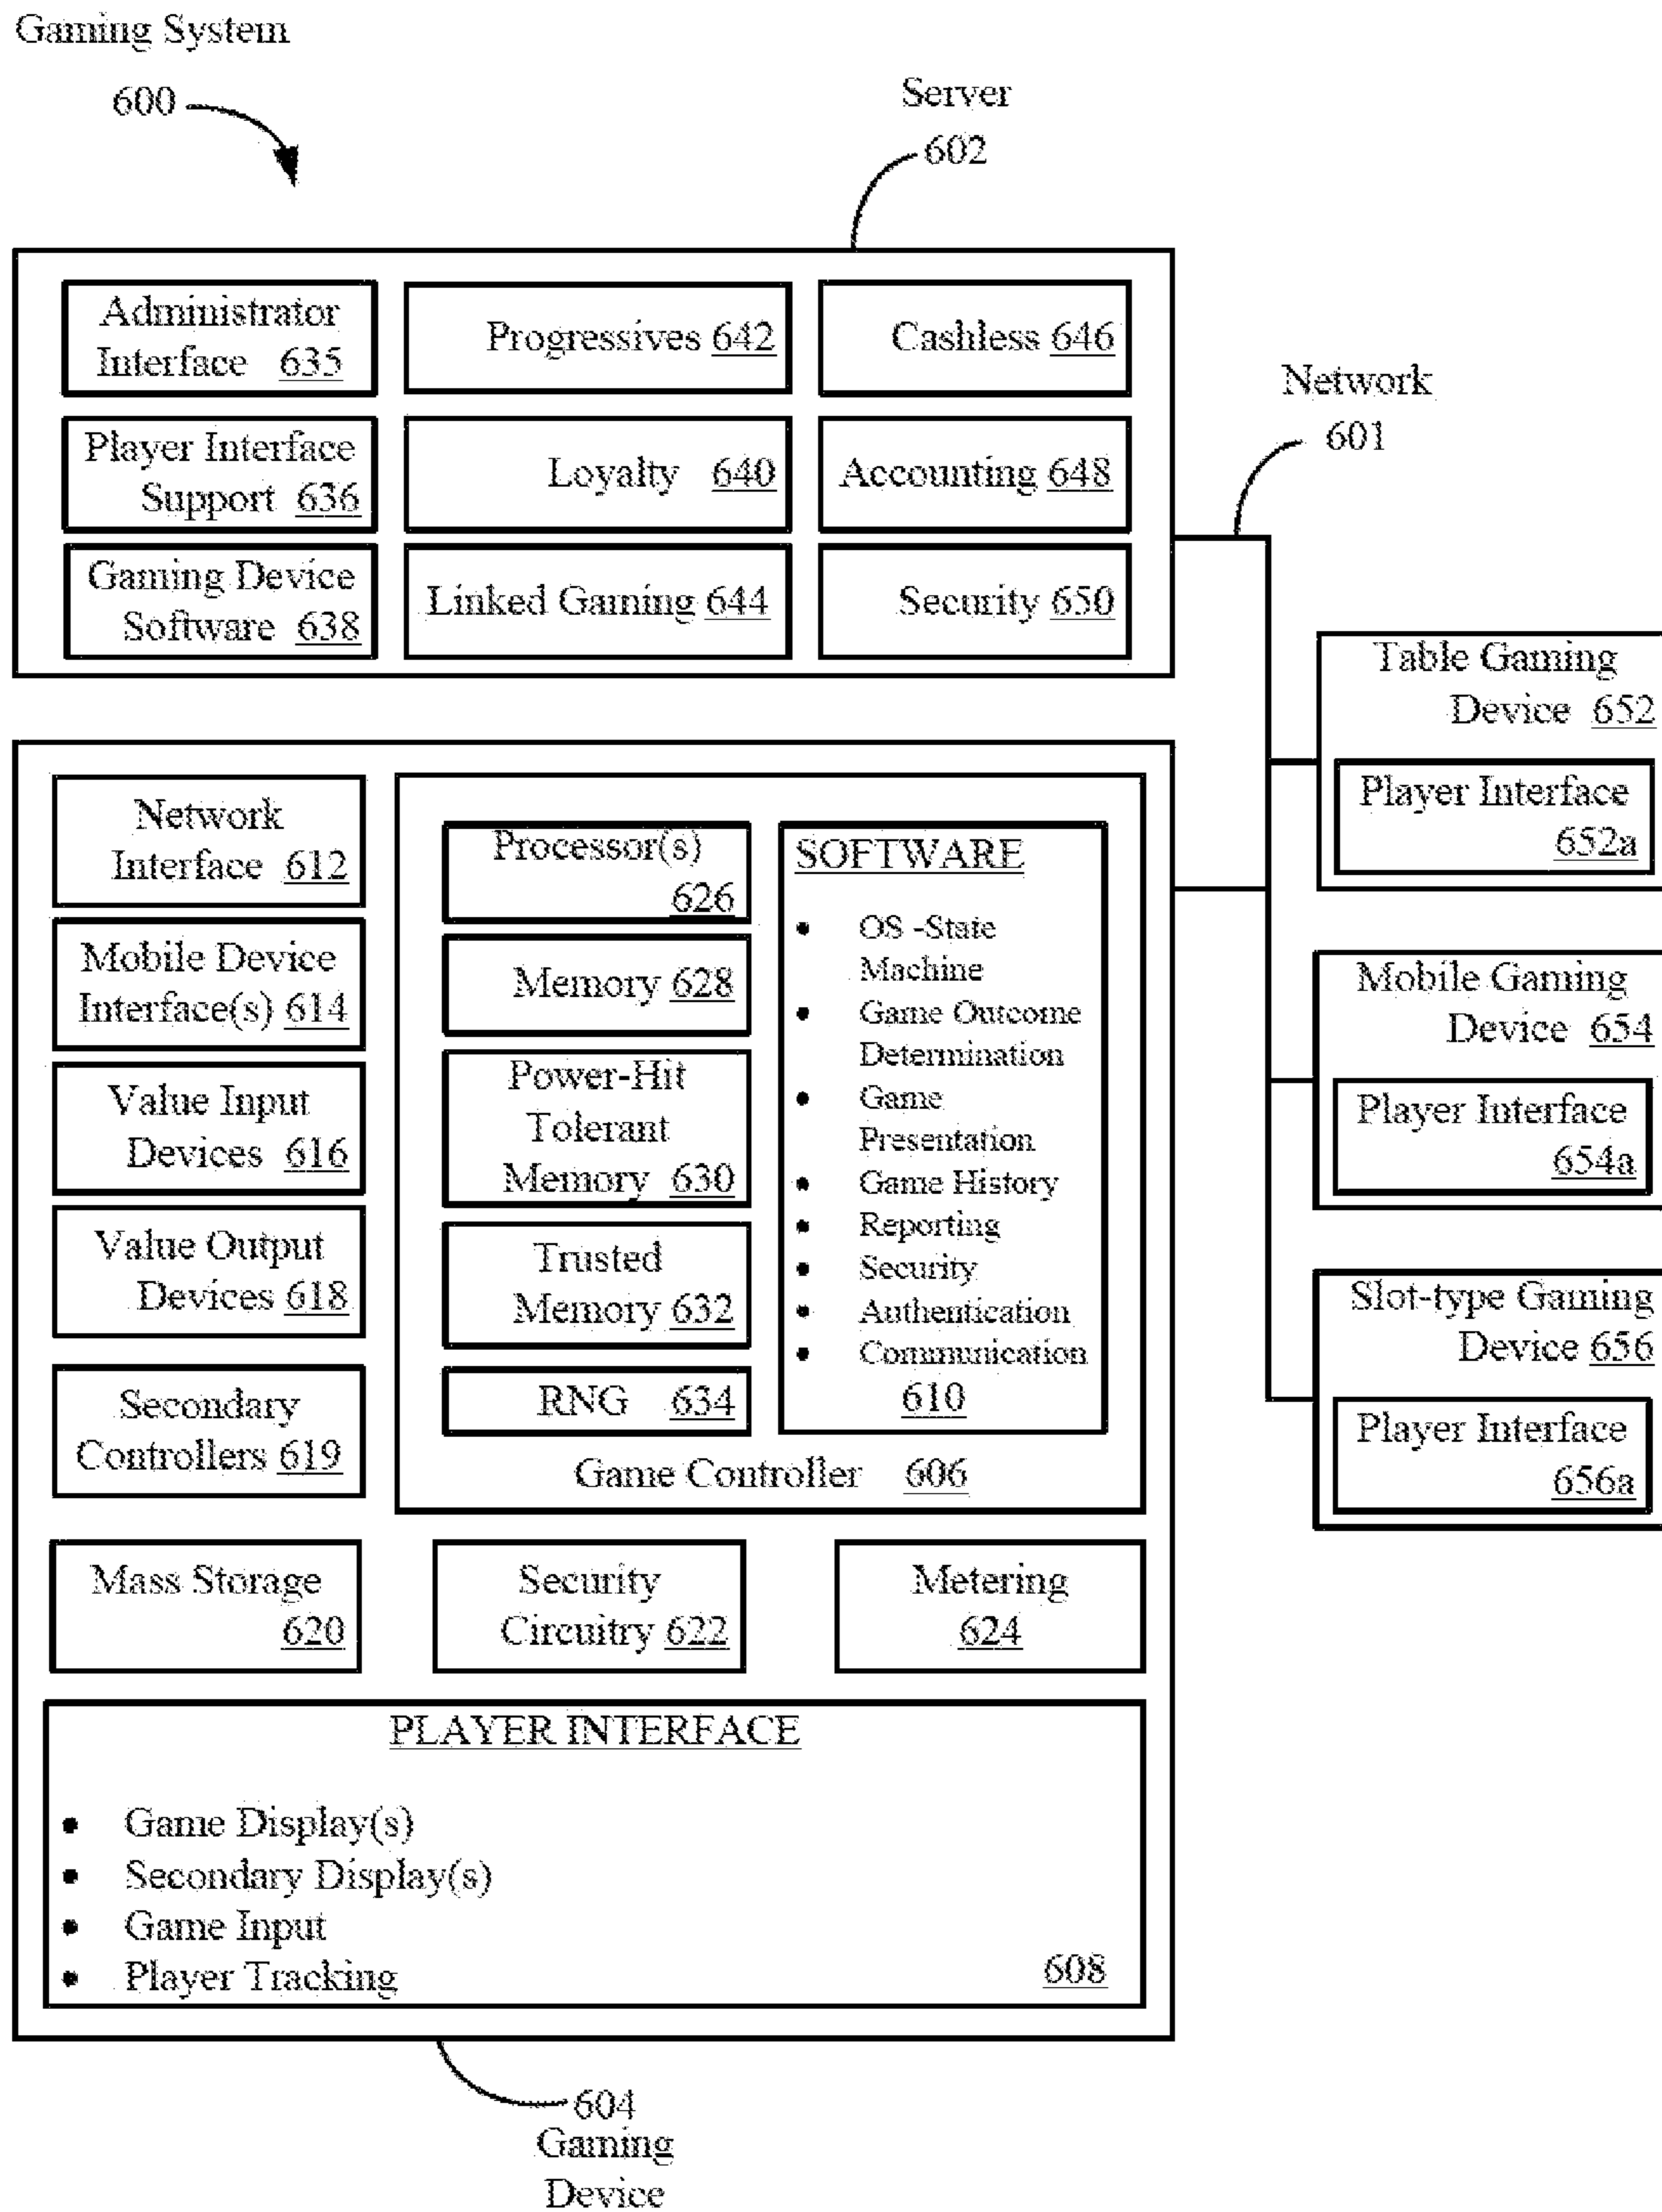 Gaming System
600
Server
602
Administrator
Interface 635
Progressives 642
Cashless 646
Network
601
Player Interface
Support 636
Loyalty 640
Accounting 648
Gaming Device
Software 638
Linked Gaming 644
Security 650
Table Gaming
Device 652
Player Interface
652a
Mobile Gaming
Device 654
Player Interface
654a
Slot-type Gaming
Device 656
Player Interface
656a
Network
Interface 612
Mobile Device
Interface(s) 614
Value Input
Devices 616
Value Output
Devices 618
Secondary
Controllers 619
Processor(s)
626
Memory 628
Power-Hit
Tolerant
Memory 630
Trusted
Memory 632
RNG 634
SOFTWARE
• OS -State
Machine
• Game Outcome
Determination
• Game
Presentation
• Game History
• Reporting
• Security
• Authentication
• Communication
610
Game Controller 606
Mass Storage
620
Security
Circuitry 622
Metering
624
PLAYER INTERFACE
• Game Display(s)
• Secondary Display(s)
• Game Input
• Player Tracking
608
604
Gaming
Device